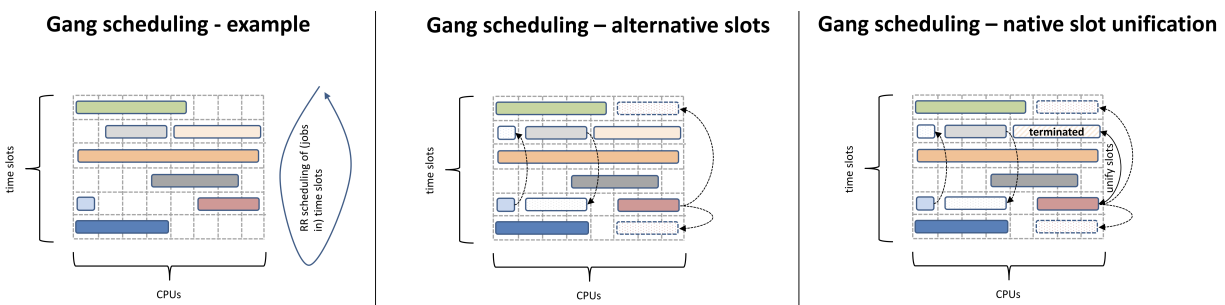 Gang scheduling - example
time slots
RR scheduling of (jobs
in) time slots
CPUs
Gang scheduling – alternative slots
time slots
CPUs
Gang scheduling – native slot unification
time slots
terminated
unify slots
CPUs